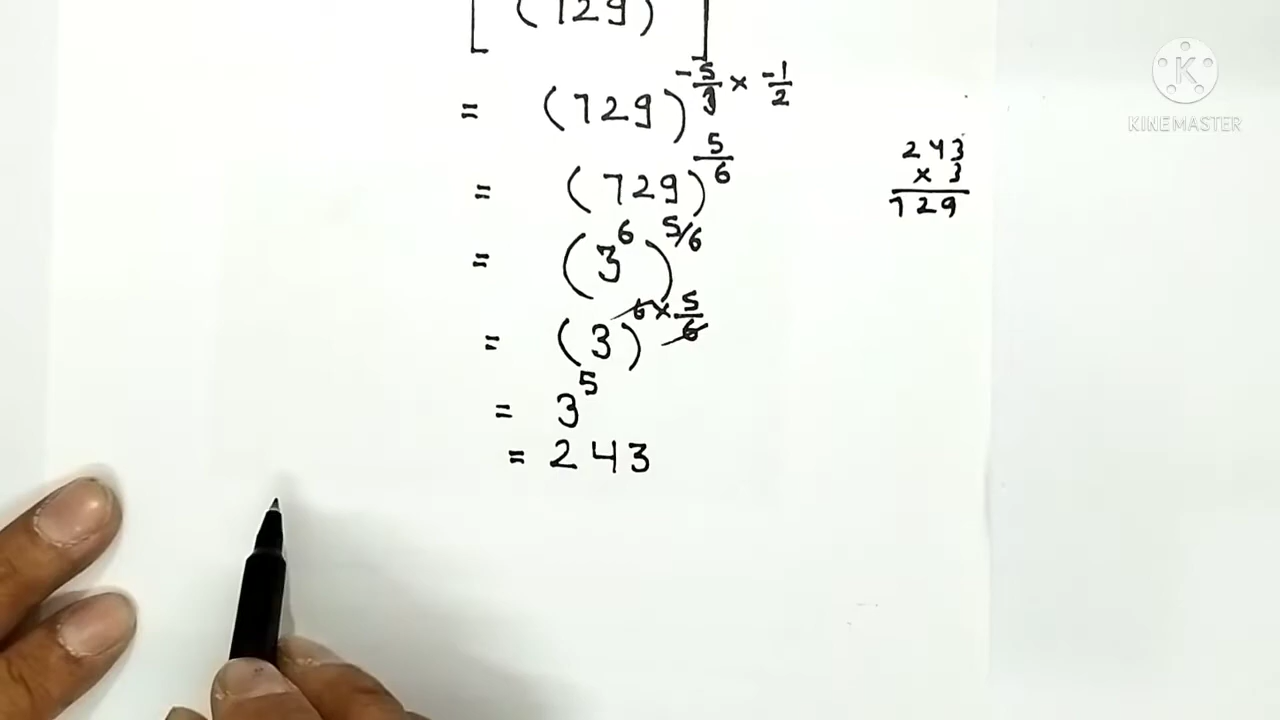 [ (729) ]
= (729)^{-5/3 × -1/2}
= (729)^{5/6}
= (3^6)^{5/6}
= (3)^{6 × 5/6}
= 3^5
= 243
243
× 3
729
K
KINEMASTER